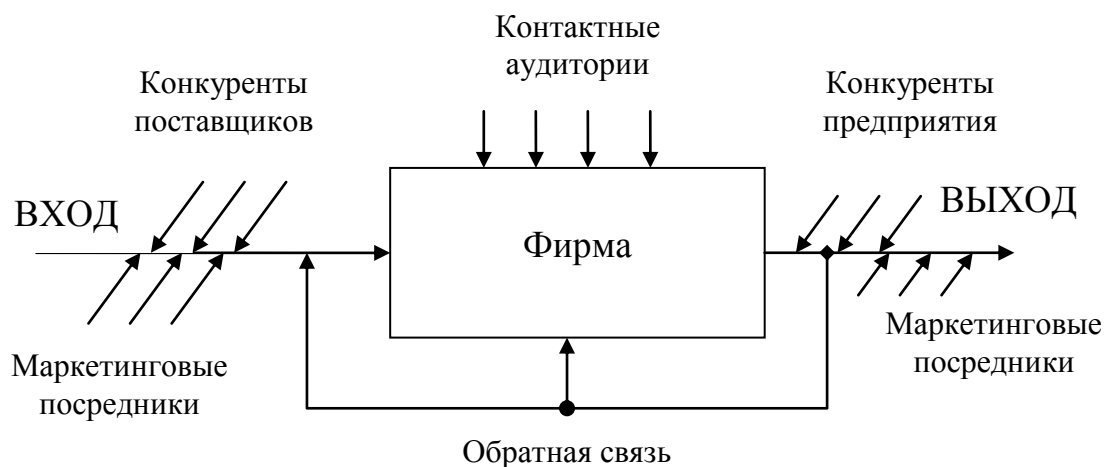 Контактные
аудитории
Конкуренты
поставщиков
Конкуренты
предприятия
ВХОД
Фирма
ВЫХОД
Маркетинговые
посредники
Маркетинговые
посредники
Обратная связь